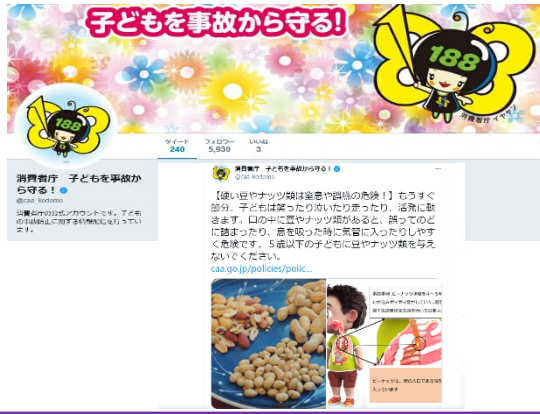 子どもを事故から守る!
188
消費者庁 イヤヤン
188
ツイート
フォロワー
いいね
240
5,930
3
消費者庁 子どもを事故か
ら守る!
@caa_kodomo
消費者庁の公式アカウントです。子ども
の事故防止に関する情報発信を行ってい
ます。
消費者庁 子どもを事故から守る!
@caa_kodomo
【硬い豆やナッツ類は窒息や誤嚥の危険!】もうすぐ
節分。子どもは笑ったり泣いたり走ったり、活発に動
きます。口の中に豆やナッツ類があると、誤ってのど
に詰まったり、息を吸った時に気管に入ったりしやす
く危険です。5歳以下の子どもに豆やナッツ類を与え
ないでください。
caa.go.jp/policies/polic...
ピーナッツが、肺の入口である気管支に
入っています